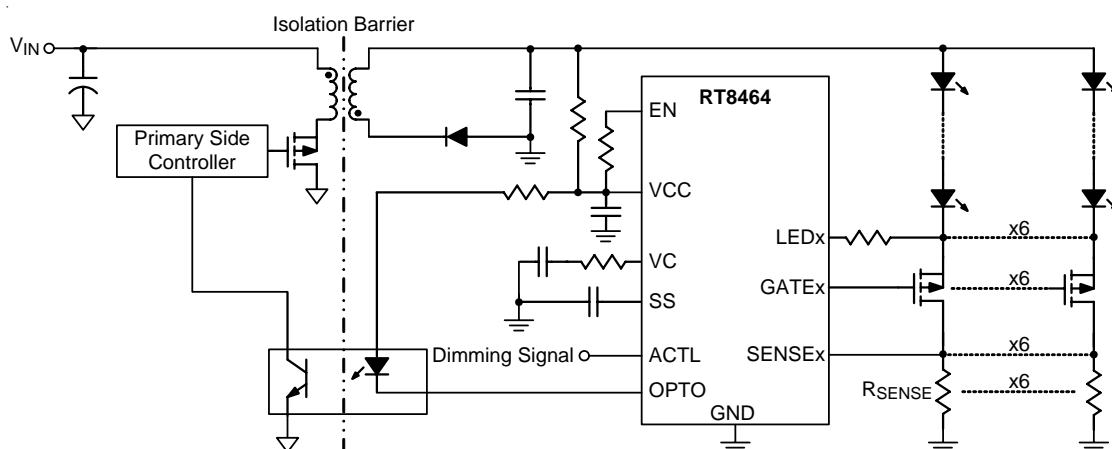 Isolation Barrier
VIN
RT8464
EN
Primary Side
Controller
VCC
LEDx
x6
VC
GATEx
x6
SS
Dimming Signal
ACTL
SENSEx
x6
OPTO
RSENSE
x6
GND